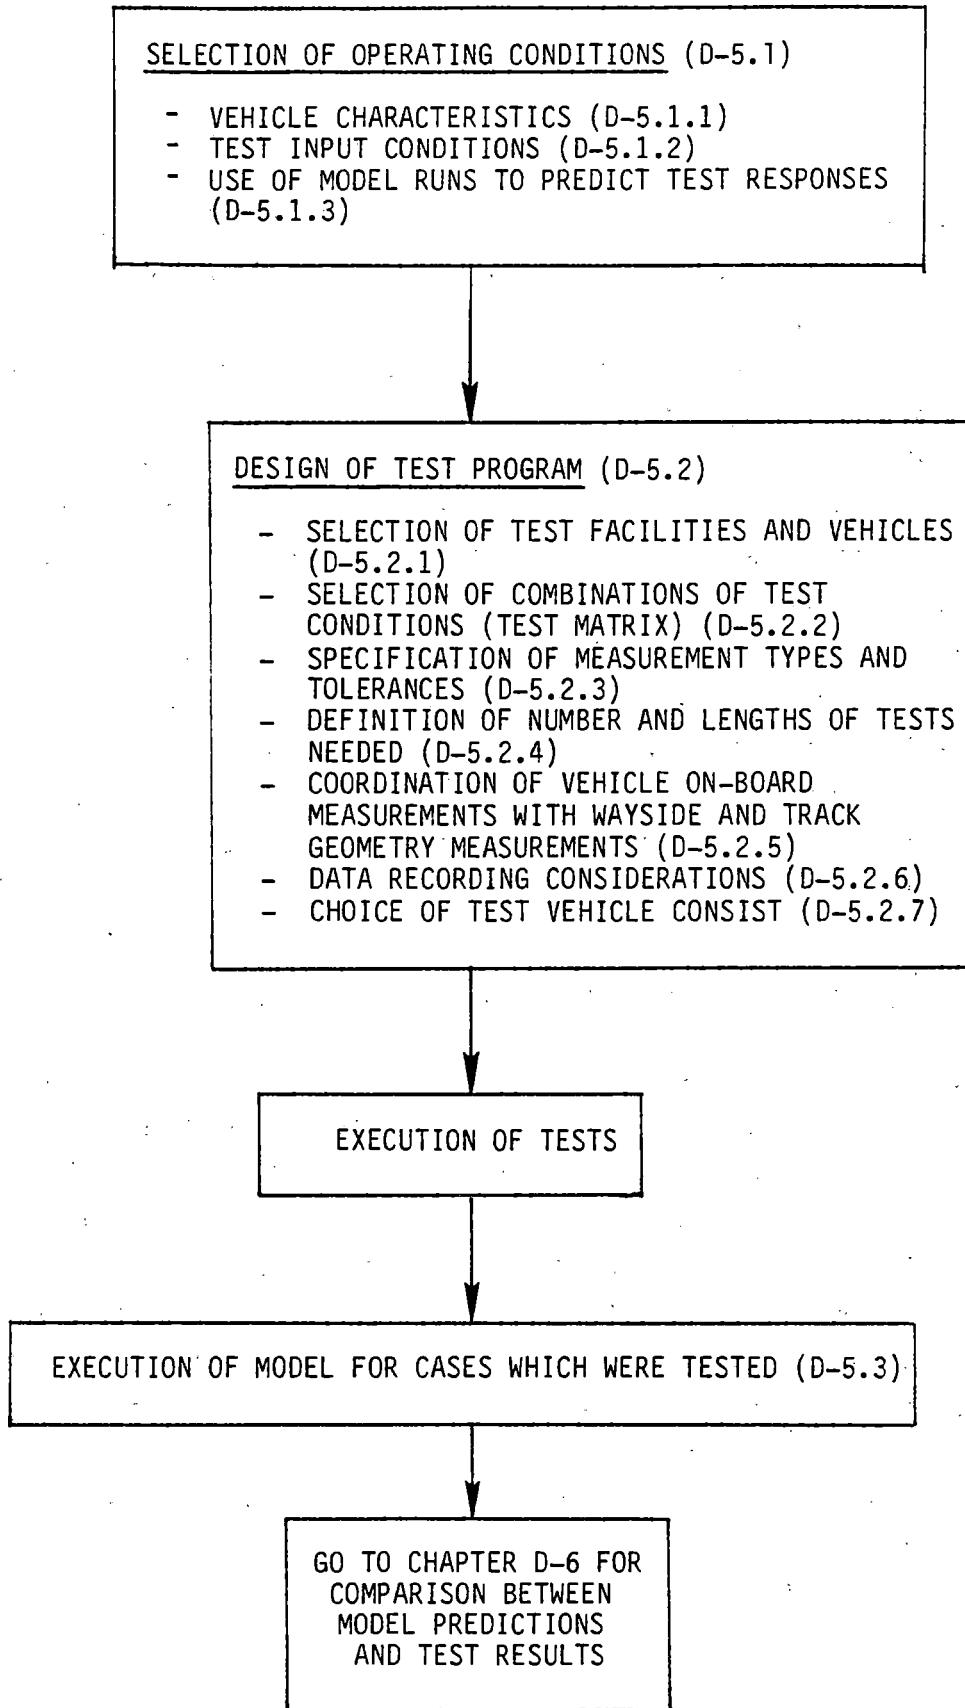 SELECTION OF OPERATING CONDITIONS (D-5.1)
- VEHICLE CHARACTERISTICS (D-5.1.1)
- TEST INPUT CONDITIONS (D-5.1.2)
- USE OF MODEL RUNS TO PREDICT TEST RESPONSES
(D-5.1.3)
DESIGN OF TEST PROGRAM (D-5.2)
- SELECTION OF TEST FACILITIES AND VEHICLES
(D-5.2.1)
- SELECTION OF COMBINATIONS OF TEST
CONDITIONS (TEST MATRIX) (D-5.2.2)
- SPECIFICATION OF MEASUREMENT TYPES AND
TOLERANCES (D-5.2.3)
- DEFINITION OF NUMBER AND LENGTHS OF TESTS
NEEDED (D-5.2.4)
- COORDINATION OF VEHICLE ON-BOARD
MEASUREMENTS WITH WAYSIDE AND TRACK
GEOMETRY MEASUREMENTS (D-5.2.5)
- DATA RECORDING CONSIDERATIONS (D-5.2.6)
- CHOICE OF TEST VEHICLE CONSIST (D-5.2.7)
EXECUTION OF TESTS
EXECUTION OF MODEL FOR CASES WHICH WERE TESTED (D-5.3)
GO TO CHAPTER D-6 FOR
COMPARISON BETWEEN
MODEL PREDICTIONS
AND TEST RESULTS